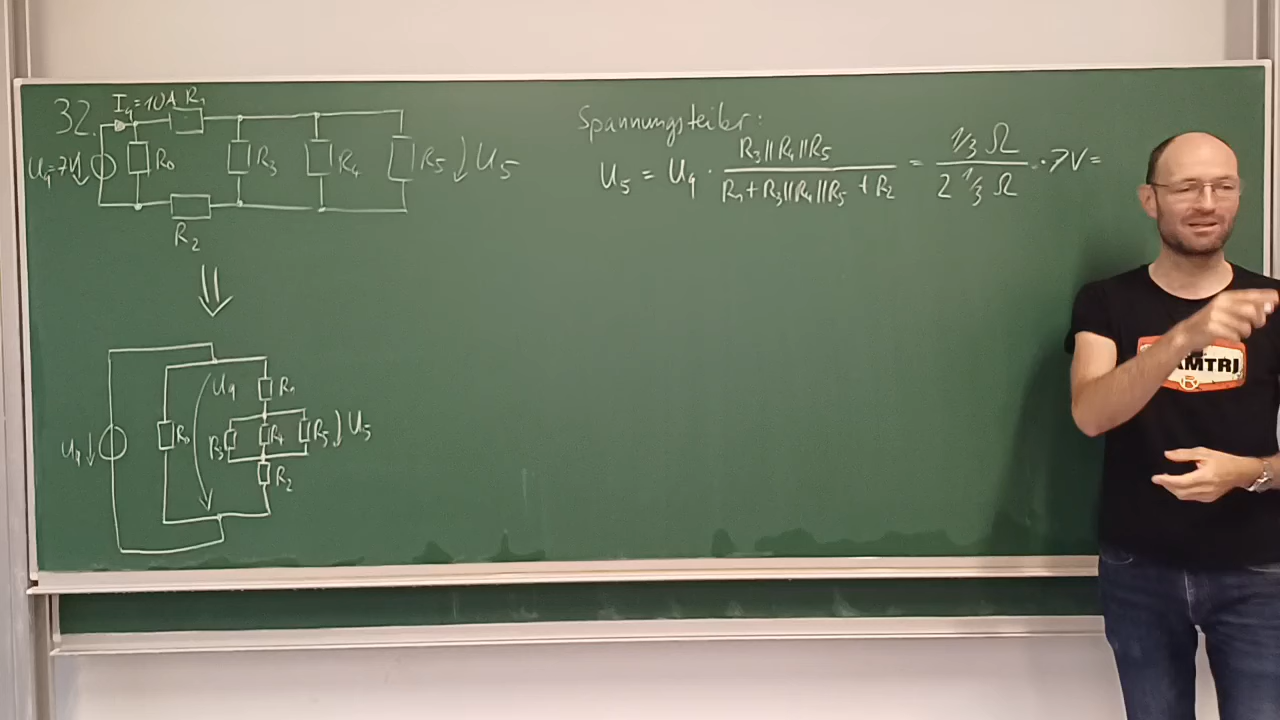 32.
I_q=10A R_1
U_q=7V R_0 R_3 R_4 R_5 U_5
R_2
U_q R_1
U_q R_0 R_3 R_4 R_5 U_5
R_2
Spannungsteiler:
U_5 = U_q · (R_3||R_4||R_5)/(R_1+R_3||R_4||R_5+R_2) = (1/3 Ω)/(2 1/3 Ω) · 7V =
AMTRI
R